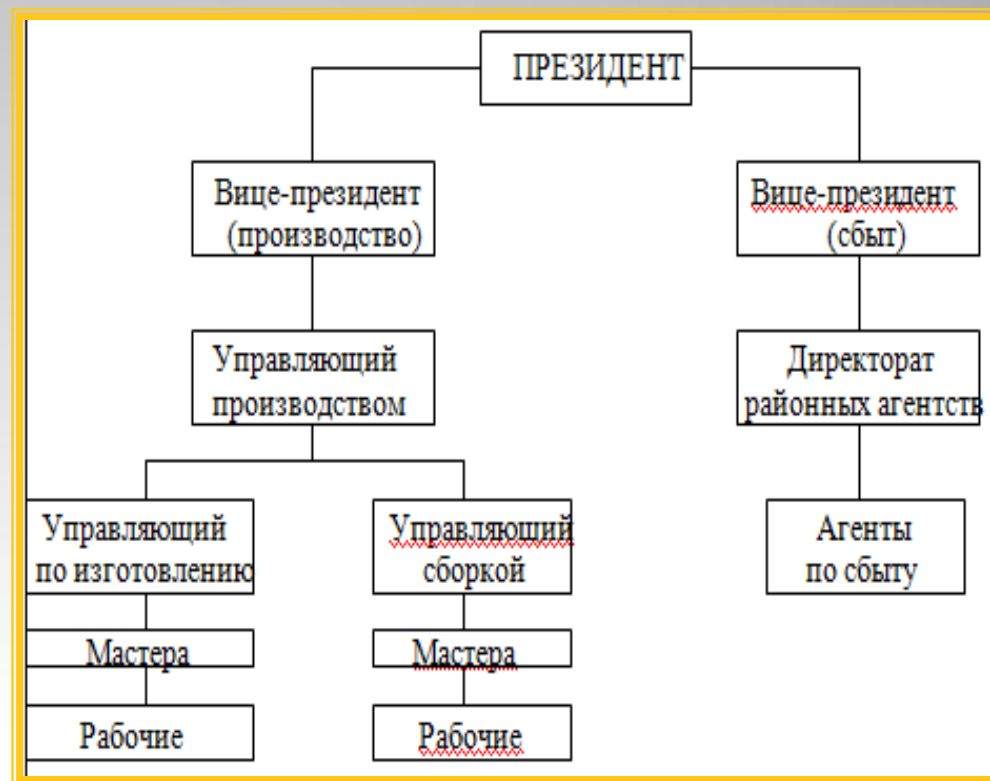 ПРЕЗИДЕНТ
Вице-президент
(производство)
Вице-президент
(сбыт)
Управляющий
производством
Директорат
районных агентств
Управляющий
по изготовлению
Управляющий
сборкой
Агенты
по сбыту
Мастера
Мастера
Рабочие
Рабочие